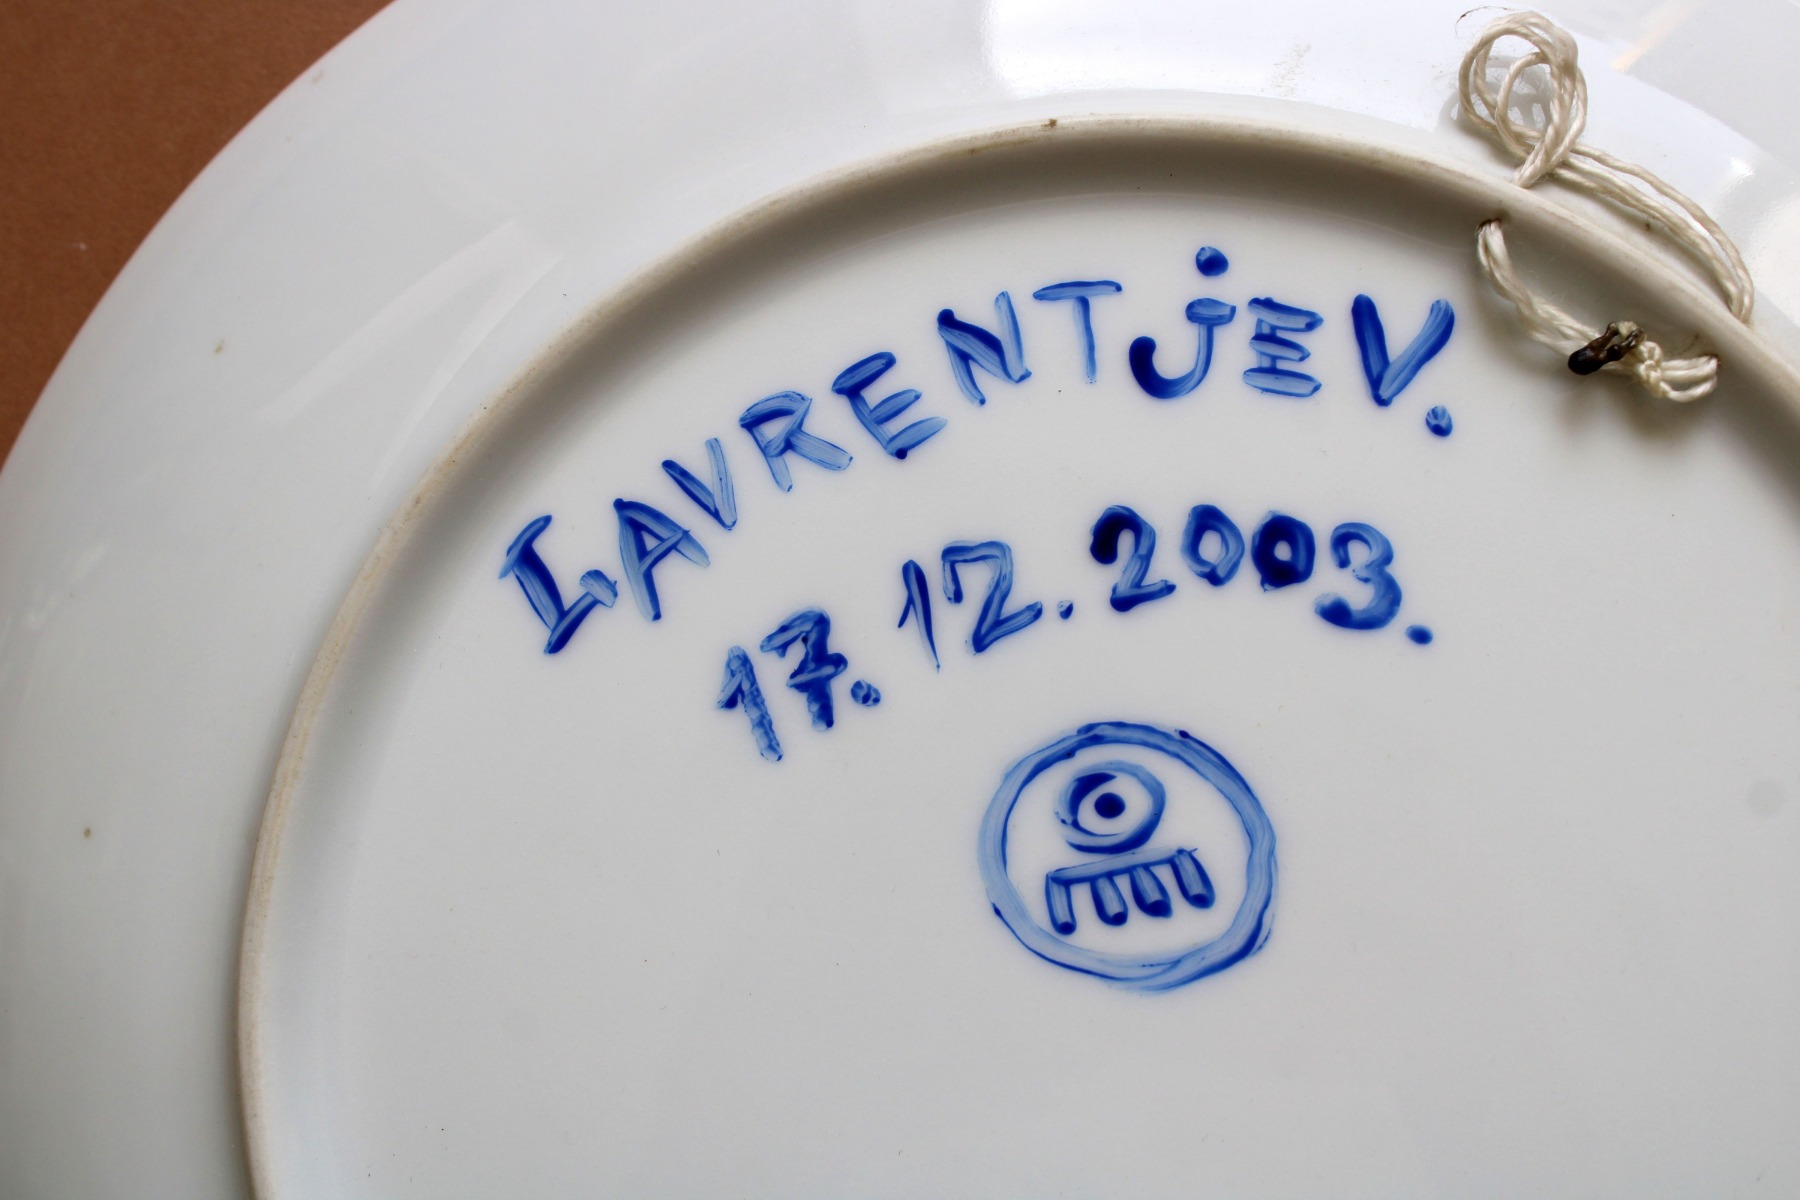 LAVRENTjEV.
17. 12. 2003.